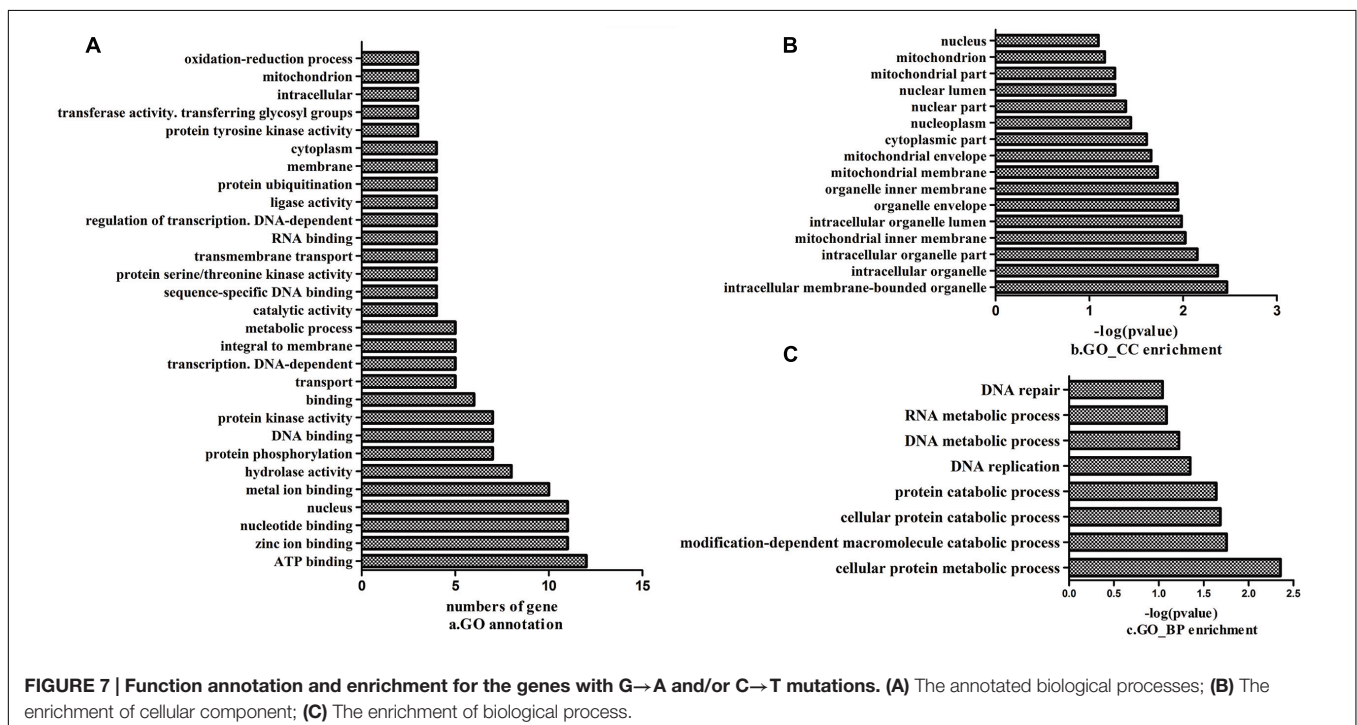 A
oxidation-reduction process
mitochondrion
intracellular
transferase activity. transferring glycosyl groups
protein tyrosine kinase activity
cytoplasm
membrane
protein ubiquitination
ligase activity
regulation of transcription. DNA-dependent
RNA binding
transmembrane transport
protein serine/threonine kinase activity
sequence-specific DNA binding
catalytic activity
metabolic process
integral to membrane
transcription. DNA-dependent
transport
binding
protein kinase activity
DNA binding
protein phosphorylation
hydrolase activity
metal ion binding
nucleus
nucleotide binding
zinc ion binding
ATP binding
0 5 10 15
numbers of gene
a.GO annotation
B
nucleus
mitochondrion
mitochondrial part
nuclear lumen
nuclear part
nucleoplasm
cytoplasmic part
mitochondrial envelope
mitochondrial membrane
organelle inner membrane
organelle envelope
intracellular organelle lumen
mitochondrial inner membrane
intracellular organelle part
intracellular organelle
intracellular membrane-bounded organelle
0 1 2 3
-log(pvalue)
b.GO_CC enrichment
C
DNA repair
RNA metabolic process
DNA metabolic process
DNA replication
protein catabolic process
cellular protein catabolic process
modification-dependent macromolecule catabolic process
cellular protein metabolic process
0.0 0.5 1.0 1.5 2.0 2.5
-log(pvalue)
c.GO_BP enrichment
FIGURE 7 | Function annotation and enrichment for the genes with G→A and/or C→T mutations. (A) The annotated biological processes; (B) The
enrichment of cellular component; (C) The enrichment of biological process.